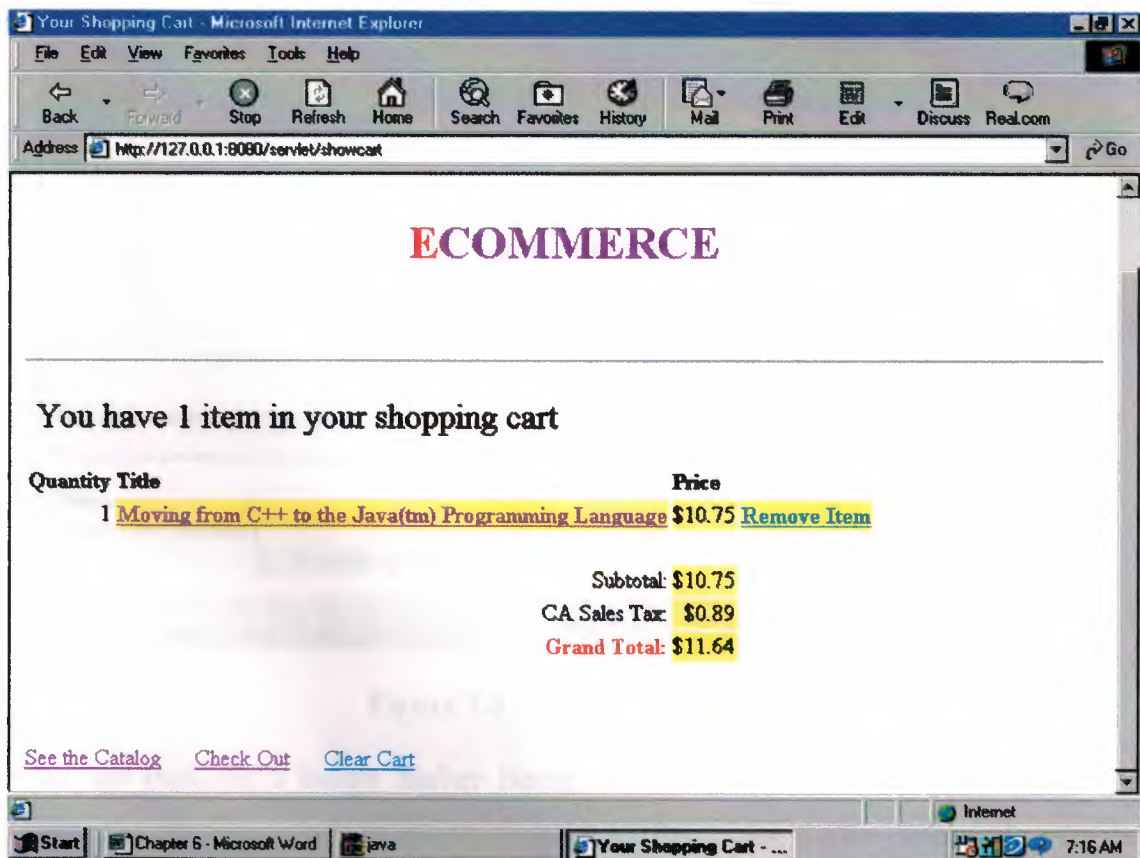 Your Shopping Cart - Microsoft Internet Explorer
File Edit View Favorites Tools Help
Back Forward Stop Refresh Home Search Favorites History Mail Print Edit Discuss Real.com
Address http://127.0.0.1:8080/servlet/showcart Go
ECOMMERCE
You have 1 item in your shopping cart
Quantity Title Price
1 Moving from C++ to the Java(tm) Programming Language $10.75 Remove Item
Subtotal: $10.75
CA Sales Tax: $0.89
Grand Total: $11.64
See the Catalog Check Out Clear Cart
Internet
Start Chapter 6 - Microsoft Word java Your Shopping Cart - ... 7:16 AM